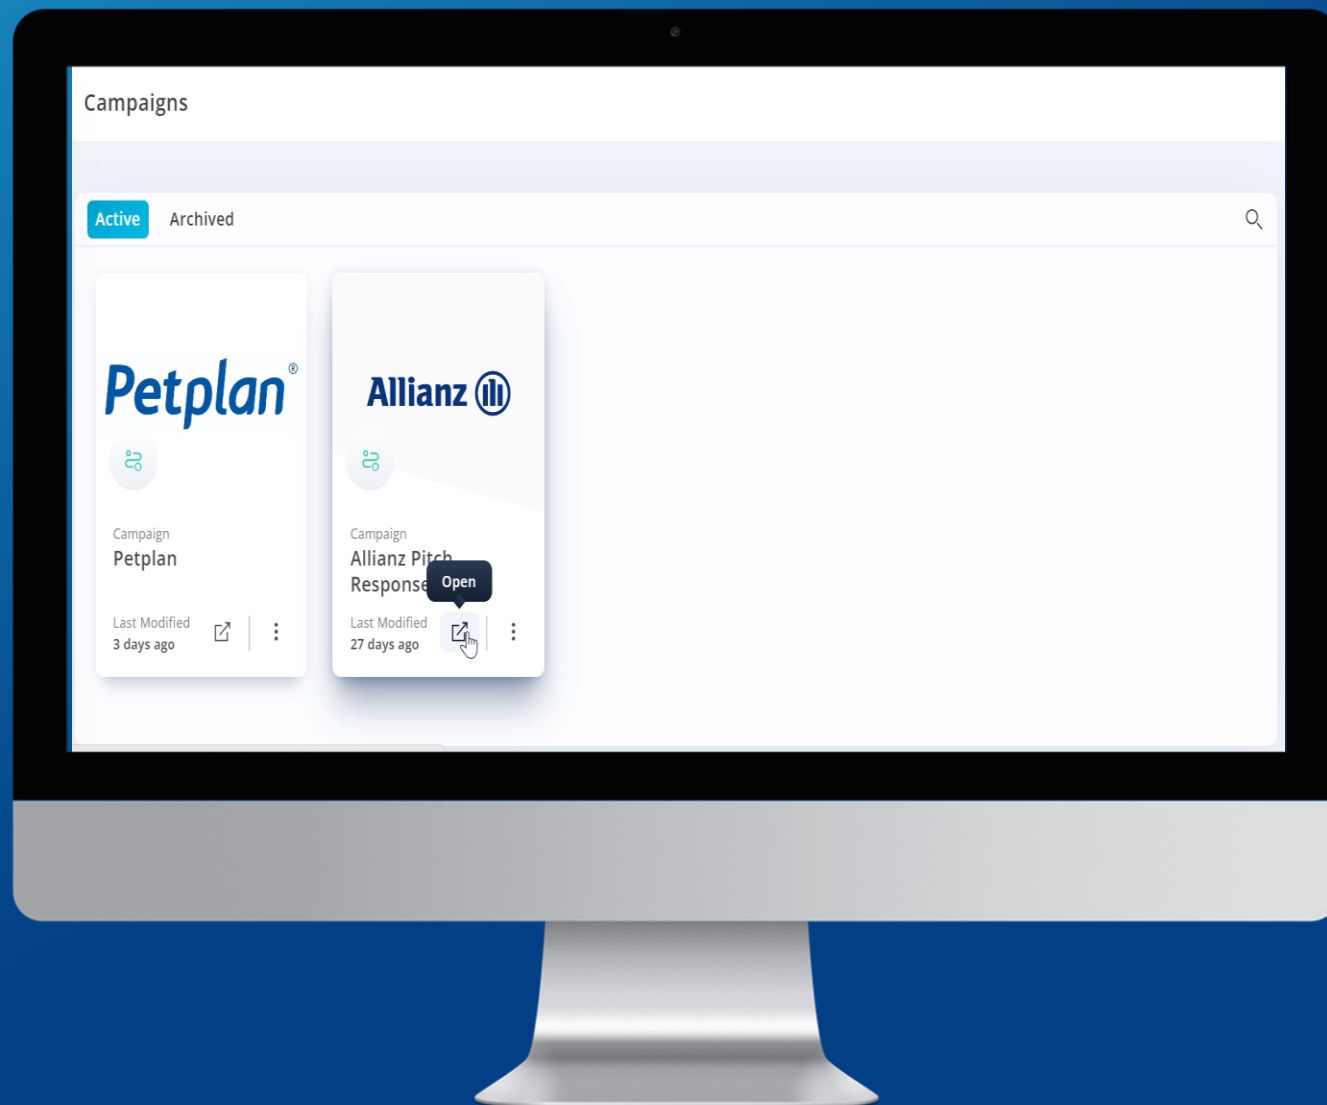 Campaigns
Active Archived
Petplan®
Allianz
Campaign
Petplan
Last Modified
3 days ago
Campaign
Allianz Pitch
Response
Open
Last Modified
27 days ago